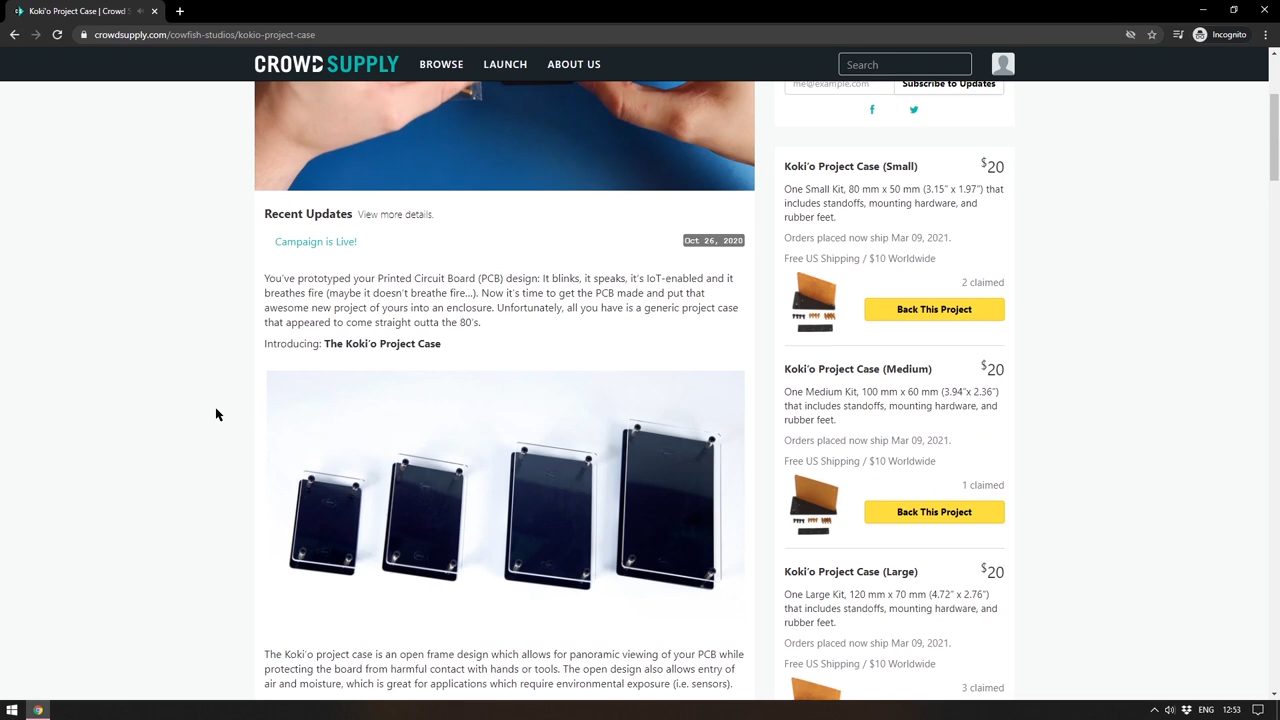 Koki'o Project Case | Crowd S
crowdsupply.com/cowfish-studios/kokio-project-case
Incognito
CROWD SUPPLY
BROWSE
LAUNCH
ABOUT US
Search
me@example.com
Subscribe to Updates
Recent Updates View more details.
Campaign is Live!
Oct 26, 2020
You've prototyped your Printed Circuit Board (PCB) design: It blinks, it speaks, it's IoT-enabled and it
breathes fire (maybe it doesn't breathe fire...). Now it's time to get the PCB made and put that
awesome new project of yours into an enclosure. Unfortunately, all you have is a generic project case
that appeared to come straight outta the 80's.
Introducing: The Koki'o Project Case
The Koki'o project case is an open frame design which allows for panoramic viewing of your PCB while
protecting the board from harmful contact with hands or tools. The open design also allows entry of
air and moisture, which is great for applications which require environmental exposure (i.e. sensors).
Koki'o Project Case (Small) $20
One Small Kit, 80 mm x 50 mm (3.15" x 1.97") that
includes standoffs, mounting hardware, and
rubber feet.
Orders placed now ship Mar 09, 2021.
Free US Shipping / $10 Worldwide
2 claimed
Back This Project
Koki'o Project Case (Medium) $20
One Medium Kit, 100 mm x 60 mm (3.94"x 2.36")
that includes standoffs, mounting hardware, and
rubber feet.
Orders placed now ship Mar 09, 2021.
Free US Shipping / $10 Worldwide
1 claimed
Back This Project
Koki'o Project Case (Large) $20
One Large Kit, 120 mm x 70 mm (4.72" x 2.76")
that includes standoffs, mounting hardware, and
rubber feet.
Orders placed now ship Mar 09, 2021.
Free US Shipping / $10 Worldwide
3 claimed
ENG 12:53